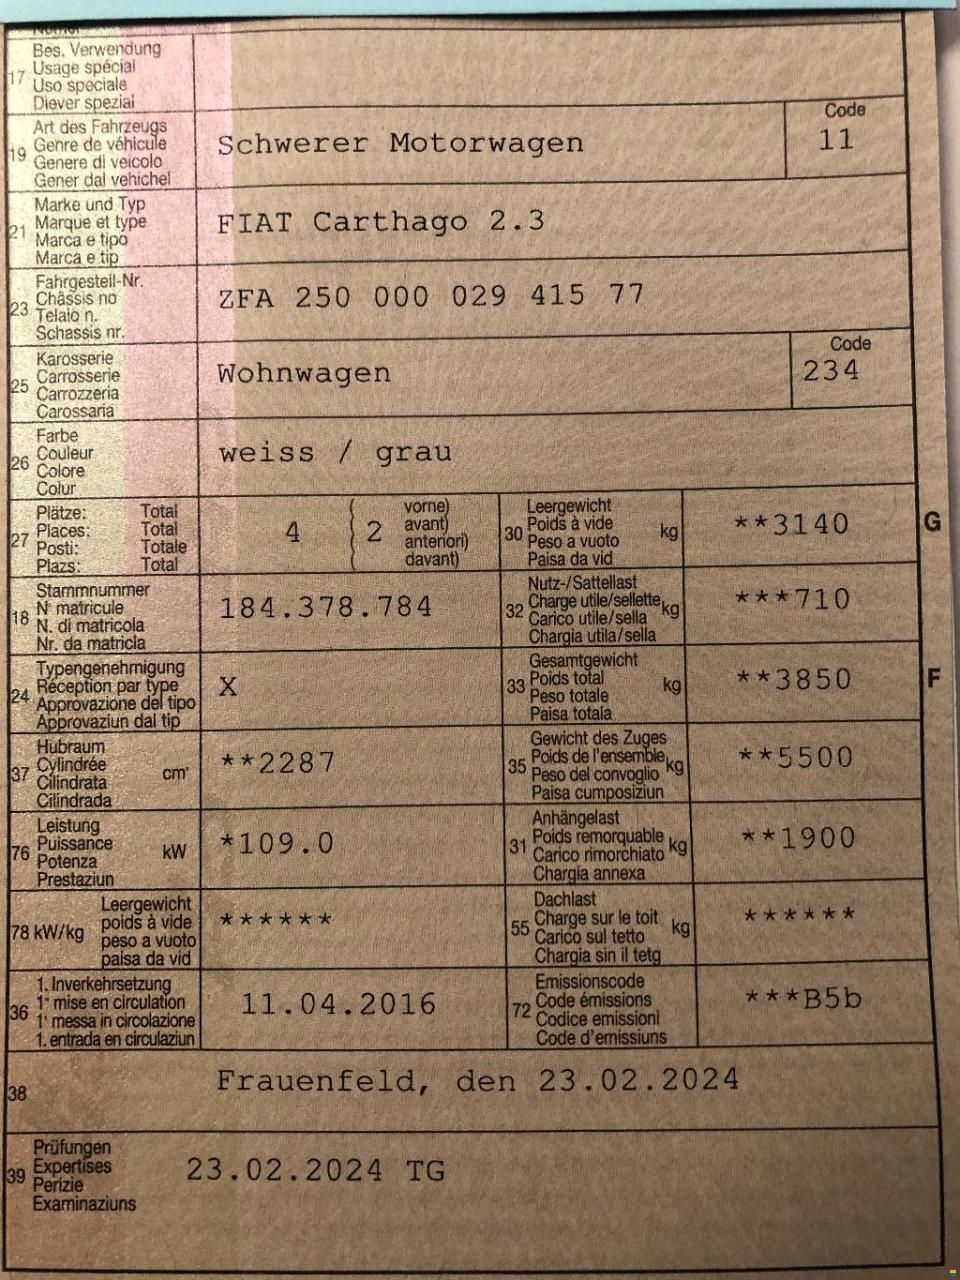 17 Bes. Verwendung
Usage spécial
Uso speciale
Diever spezial
19 Art des Fahrzeugs
Genre de véhicule
Genere di veicolo
Gener dal vehichel
Schwerer Motorwagen
Code
11
21 Marke und Typ
Marque et type
Marca e tipo
Marca e tip
FIAT Carthago 2.3
23 Fahrgestell-Nr.
Châssis no
Telaio n.
Schassis nr.
ZFA 250 000 029 415 77
25 Karosserie
Carrosserie
Carrozzeria
Carossaria
Wohnwagen
Code
234
26 Farbe
Couleur
Colore
Colur
weiss / grau
27 Plätze: Total
Places: Total
Posti: Totale
Plazs: Total
4 ( 2 vorne)
avant)
anteriori)
davant)
30 Leergewicht
Poids à vide
Peso a vuoto
Paisa da vid
kg
**3140
G
18 Stammnummer
N° matricule
N. di matricola
Nr. da matricla
184.378.784
32 Nutz-/Sattellast
Charge utile/sellette
Carico utile/sella
Chargia utila/sella
kg
***710
24 Typengenehmigung
Réception par type
Approvazione del tipo
Approvaziun dal tip
X
33 Gesamtgewicht
Poids total
Peso totale
Paisa totala
kg
**3850
F
37 Hubraum
Cylindrée
Cilindrata
Cilindrada
cm³
**2287
35 Gewicht des Zuges
Poids de l'ensemble
Peso del convoglio
Paisa cumposiziun
kg
**5500
76 Leistung
Puissance
Potenza
Prestaziun
kW
*109.0
31 Anhängelast
Poids remorquable
Carico rimorchiato
Chargia annexa
kg
**1900
78 kW/kg Leergewicht
poids à vide
peso a vuoto
paisa da vid
******
55 Dachlast
Charge sur le toit
Carico sul tetto
Chargia sin il tetg
kg
******
36 1. Inverkehrsetzung
1ʳᵉ mise en circulation
1ª messa in circolazione
1. entrada en circulaziun
11.04.2016
72 Emissionscode
Code émissions
Codice emissioni
Code d'emissiuns
***B5b
38 Frauenfeld, den 23.02.2024
39 Prüfungen
Expertises
Perizie
Examinaziuns
23.02.2024 TG